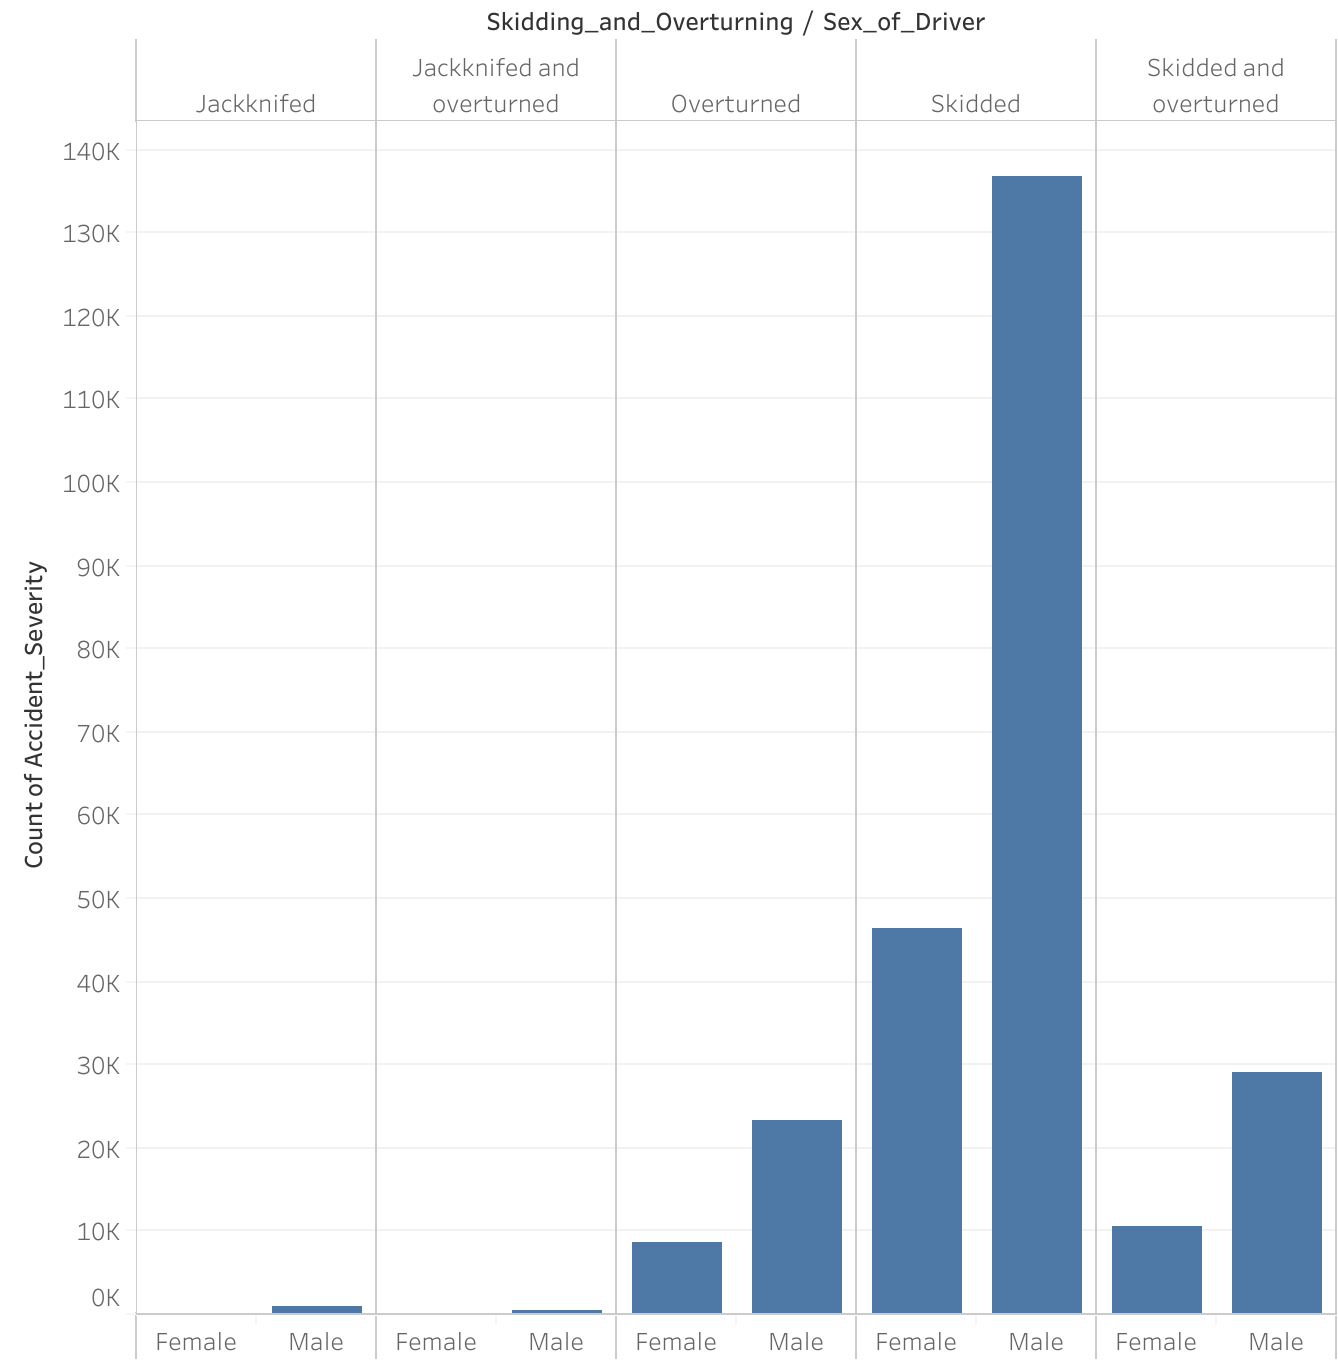 Skidding_and_Overturning / Sex_of_Driver
Jackknifed
Jackknifed and
overturned
Overturned
Skidded
Skidded and
overturned
140K
130K
120K
110K
100K
90K
80K
70K
60K
50K
40K
30K
20K
10K
0K
Count of Accident_Severity
Female Male Female Male Female Male Female Male Female Male